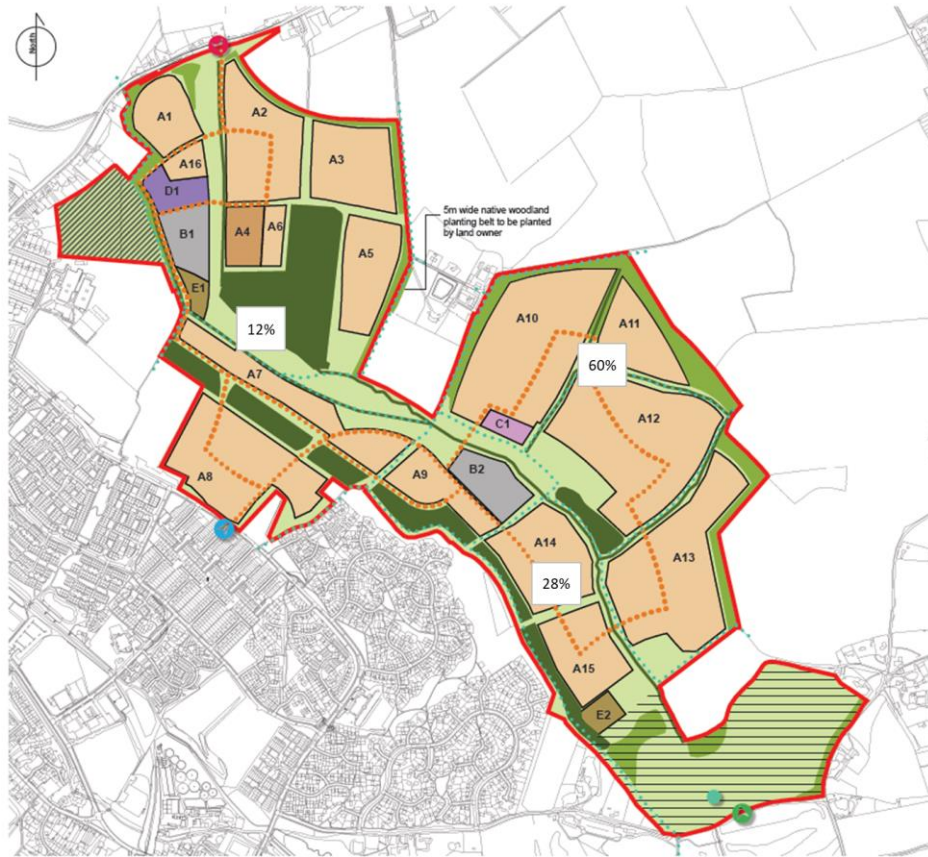 North
A1
A2
A3
A16
D1
B1
A4
A6
A5
E1
5m wide native woodland
planting belt to be planted
by land owner
12%
A7
A8
A9
A10
A11
60%
A12
C1
B2
A14
A13
28%
A15
E2